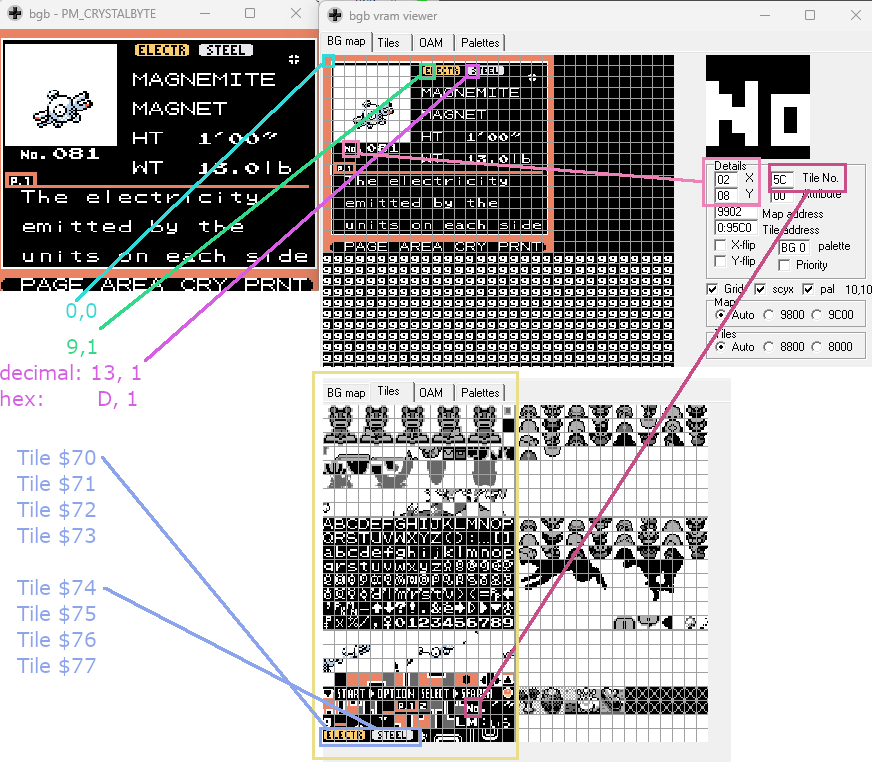 bgb - PM_CRYSTALBYTE
ELECTR STEEL
MAGNEMITE
MAGNET
HT 1'00"
No.081
WT 13.0lb
P.1
The electricity
emitted by the
units on each side
PAGE AREA CRY PRNT
0,0
9,1
decimal: 13, 1
hex: D, 1
Tile $70
Tile $71
Tile $72
Tile $73
Tile $74
Tile $75
Tile $76
Tile $77
bgb vram viewer
BG map Tiles OAM Palettes
ELECTR STEEL
MAGNEMITE
MAGNET
HT 1'00"
No.081
WT 13.0lb
P.1
The electricity
emitted by the
units on each side
PAGE AREA CRY PRNT
No
Details
02 X
08 Y
5C Tile No.
00 Attribute
9902 Map address
0:95C0 Tile address
X-flip
BG 0 palette
Y-flip
Priority
Grid scyx pal 10,10
Map
Auto 9800 9C00
Tiles
Auto 8800 8000
BG map Tiles OAM Palettes
ABCDEFGHIJKLMNOP
QRSTUVWXYZ():;[]
abcdefghijklmnop
qrstuvwxyz
0123456789
START OPTION SELECT
No
ELECTR STEEL